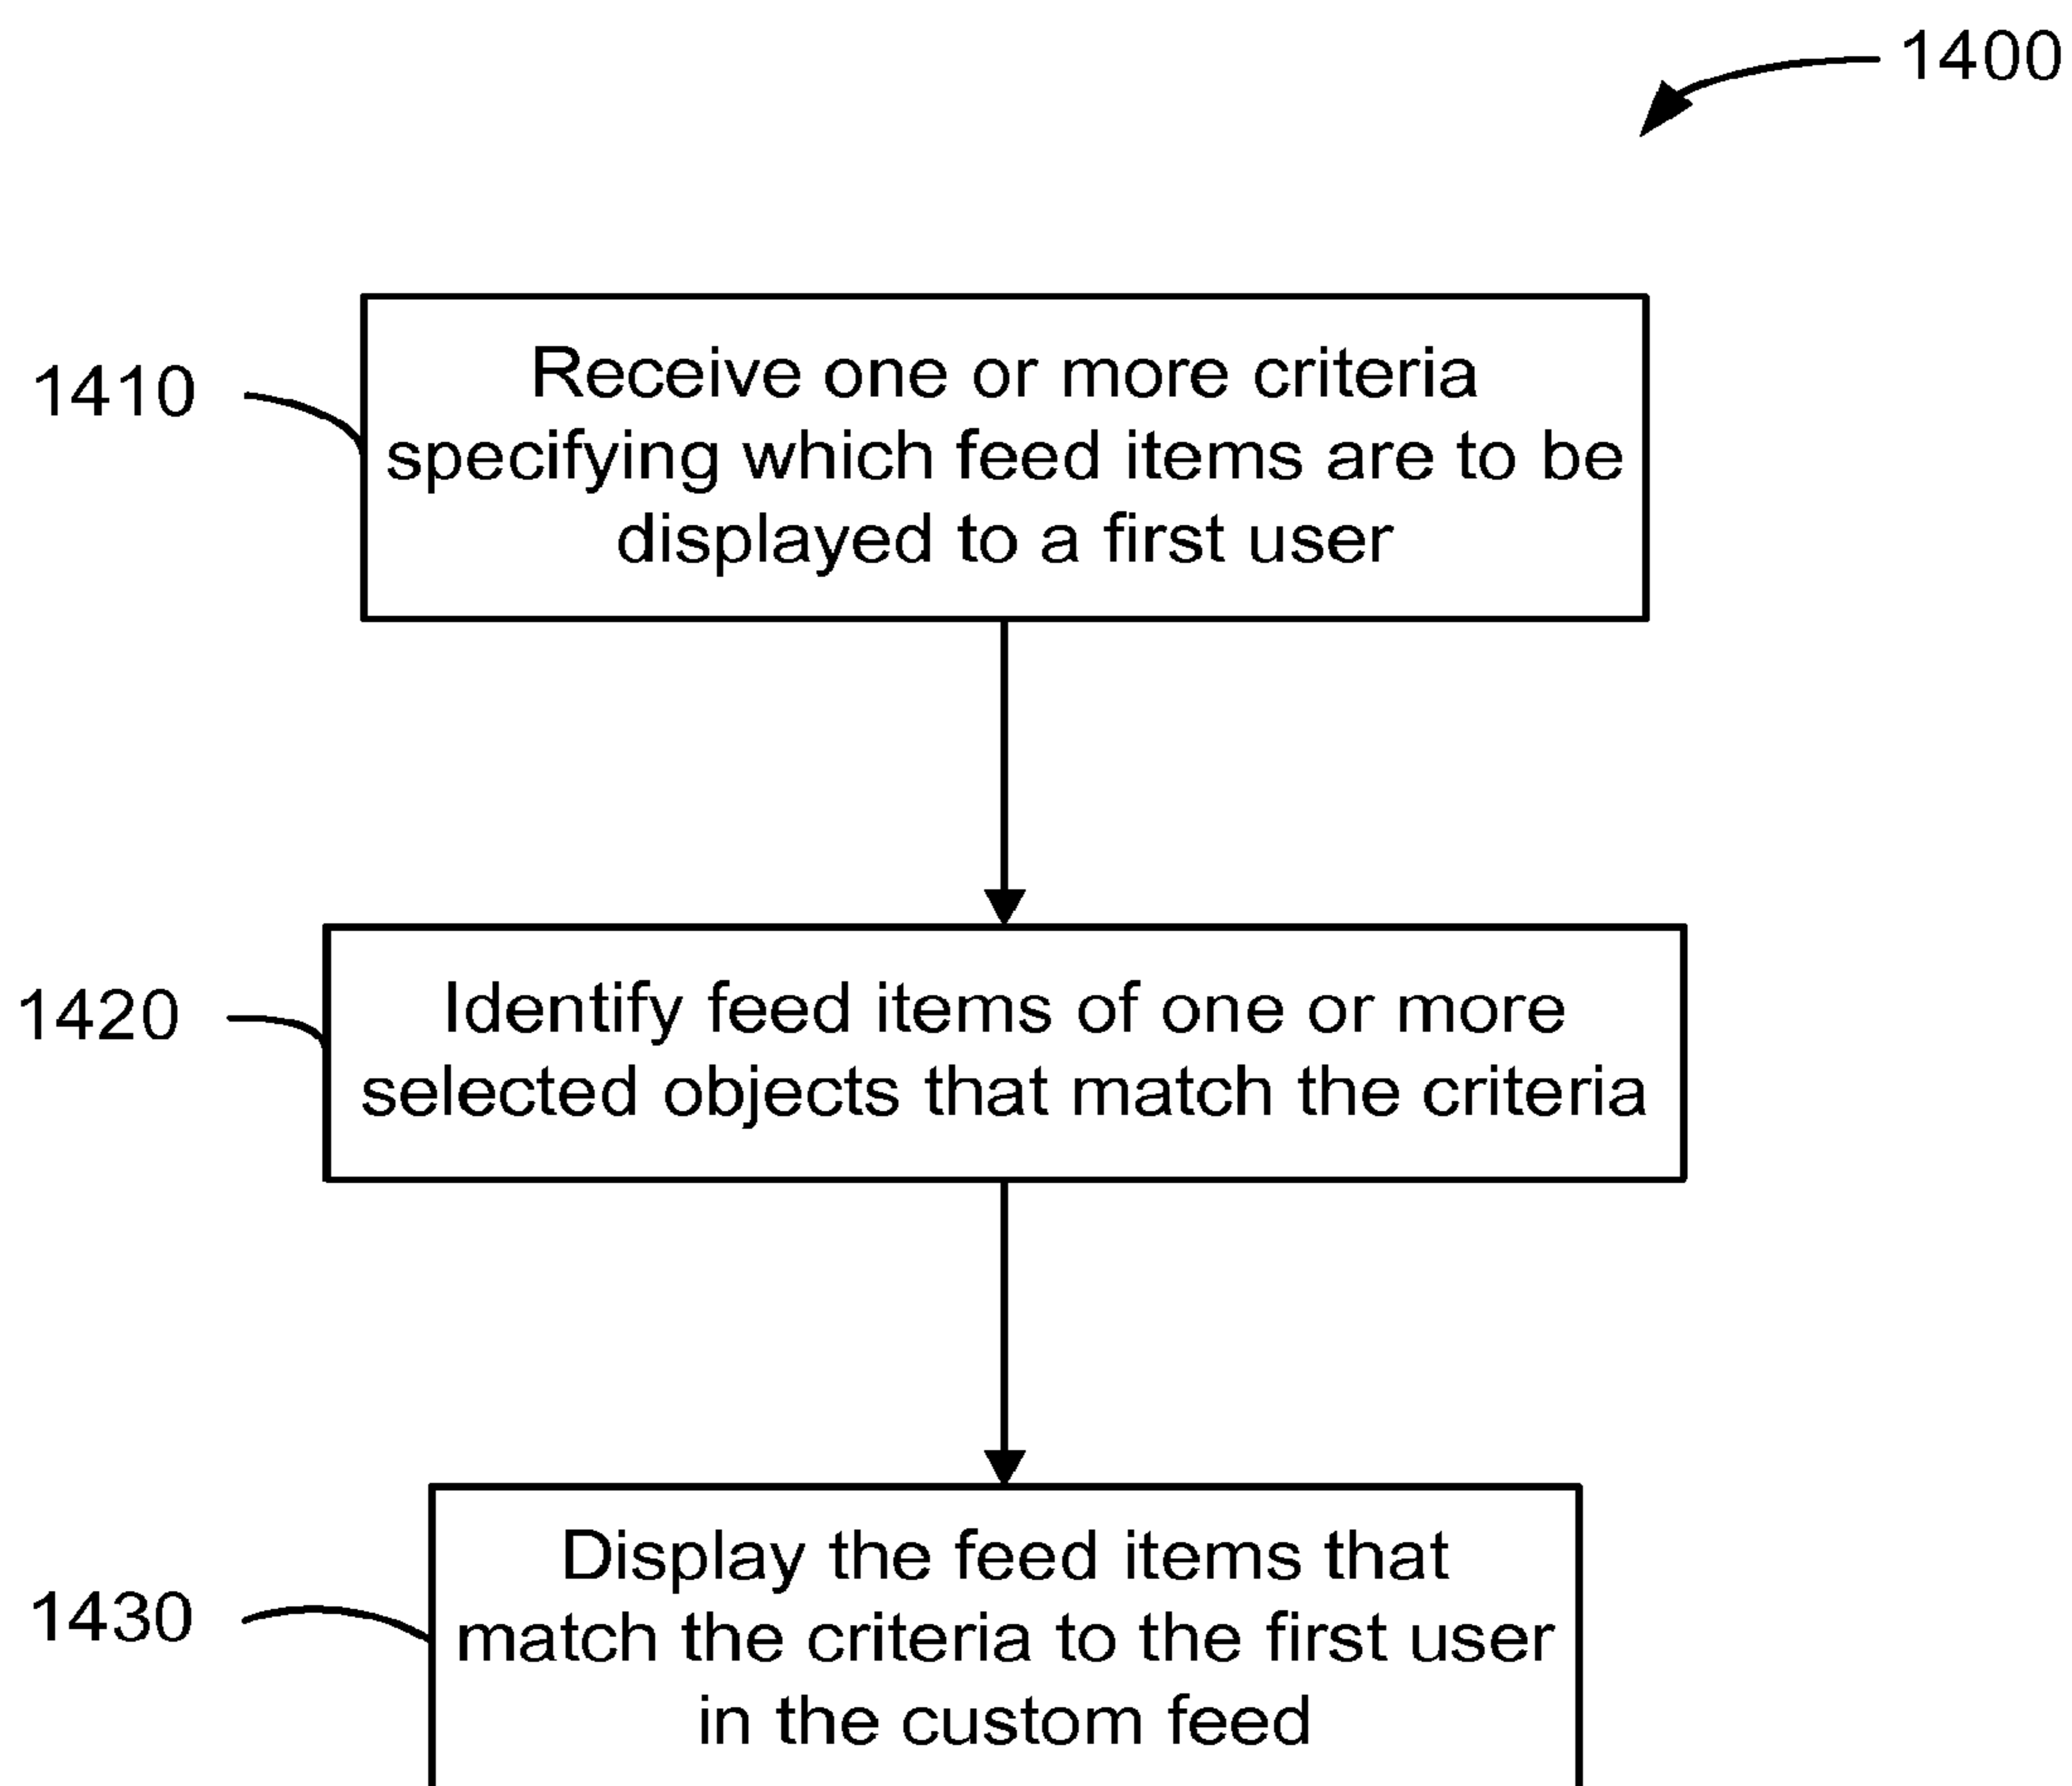 1400
1410
Receive one or more criteria
specifying which feed items are to be
displayed to a first user
1420
Identify feed items of one or more
selected objects that match the criteria
1430
Display the feed items that
match the criteria to the first user
in the custom feed